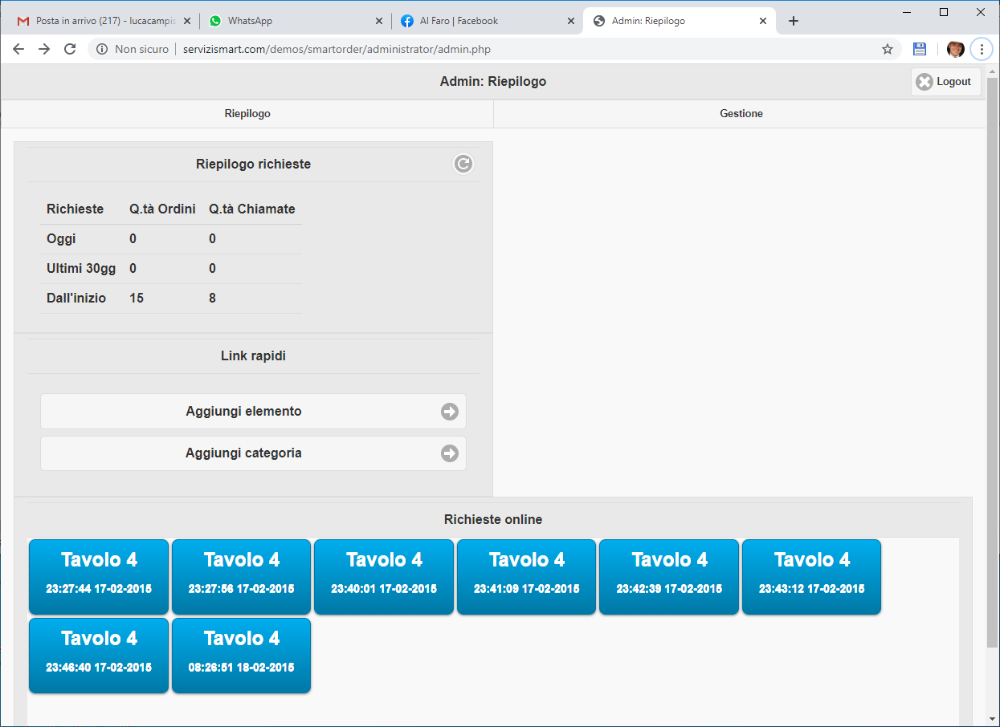 Posta in arrivo (217) - lucacampis
WhatsApp
Al Faro | Facebook
Admin: Riepilogo
Non sicuro
servizismart.com/demos/smartorder/administrator/admin.php
Admin: Riepilogo
Logout
Riepilogo
Gestione
Riepilogo richieste
Richieste Q.tà Ordini Q.tà Chiamate
Oggi 0 0
Ultimi 30gg 0 0
Dall'inizio 15 8
Link rapidi
Aggiungi elemento
Aggiungi categoria
Richieste online
Tavolo 4
23:27:44 17-02-2015
Tavolo 4
23:27:56 17-02-2015
Tavolo 4
23:40:01 17-02-2015
Tavolo 4
23:41:09 17-02-2015
Tavolo 4
23:42:39 17-02-2015
Tavolo 4
23:43:12 17-02-2015
Tavolo 4
23:46:40 17-02-2015
Tavolo 4
08:26:51 18-02-2015